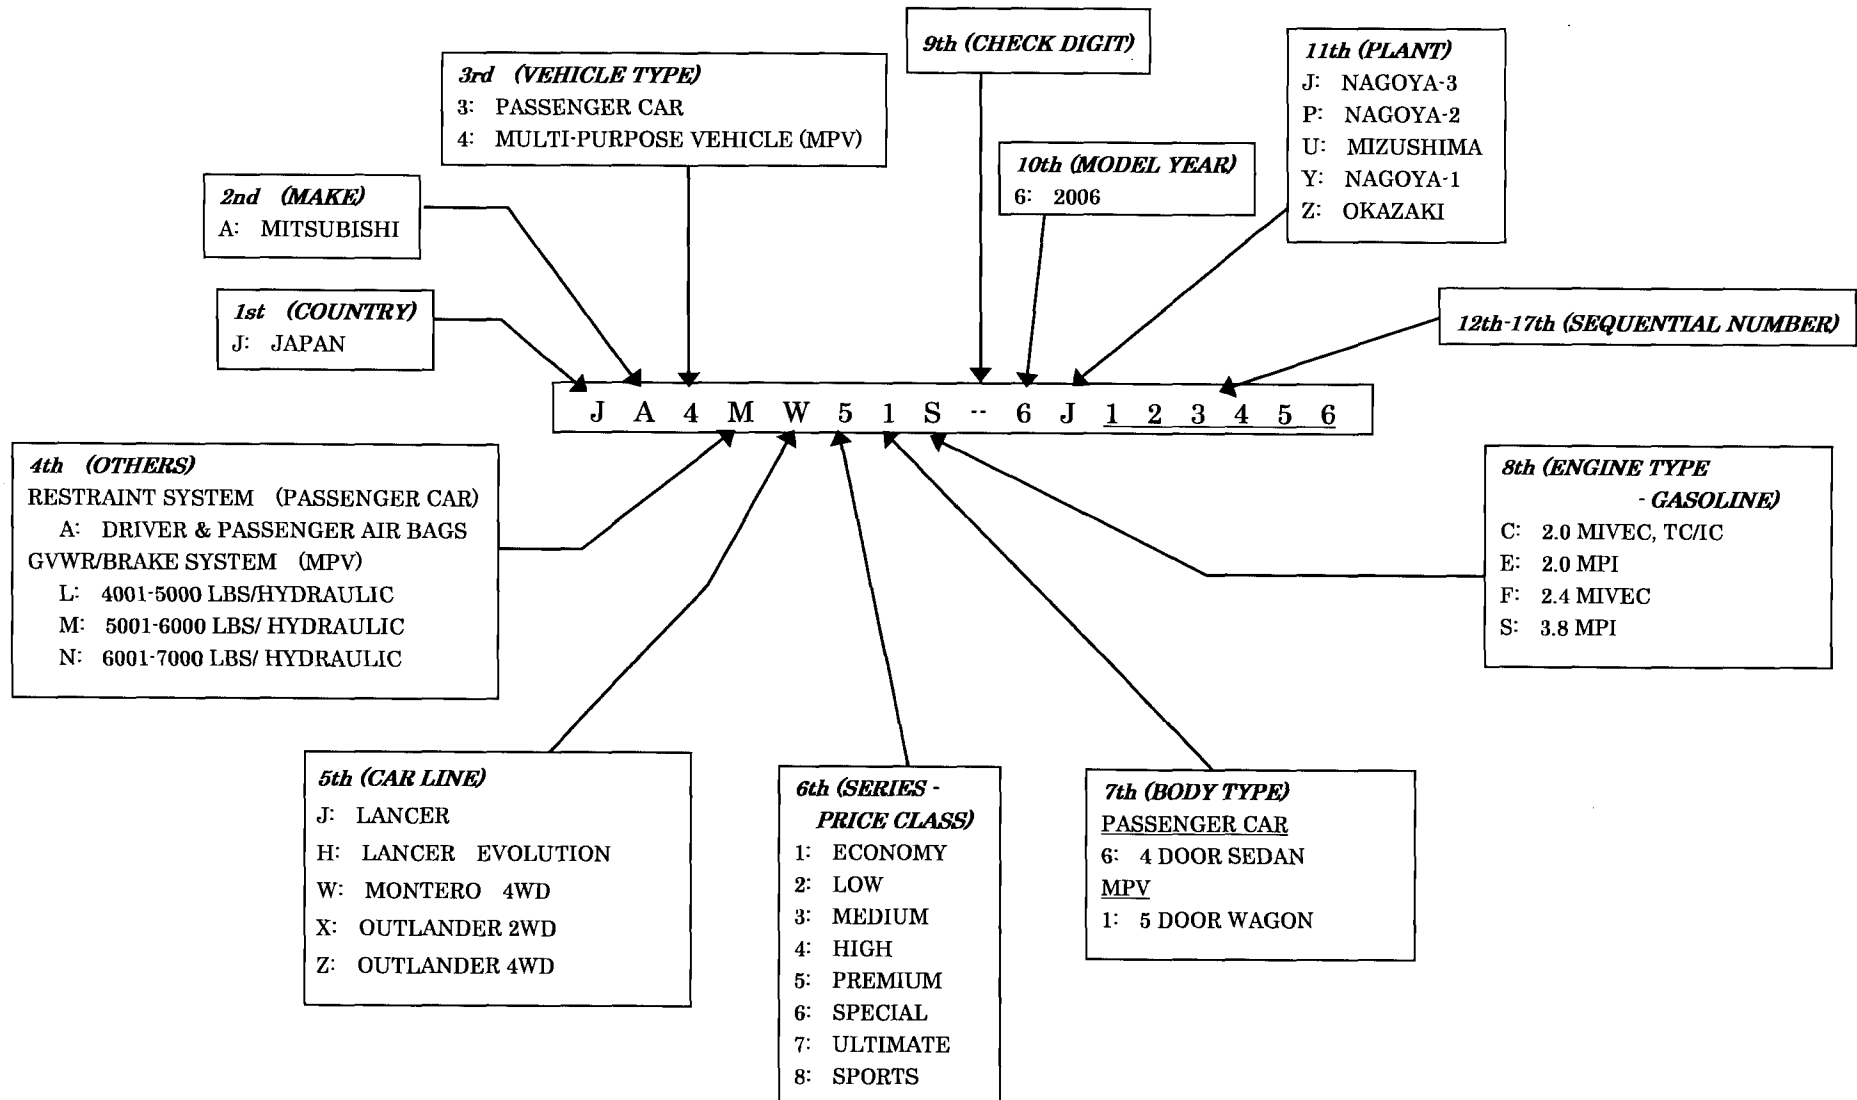 9th (CHECK DIGIT)
11th (PLANT)
J: NAGOYA-3
P: NAGOYA-2
U: MIZUSHIMA
Y: NAGOYA-1
Z: OKAZAKI
3rd (VEHICLE TYPE)
3: PASSENGER CAR
4: MULTI-PURPOSE VEHICLE (MPV)
10th (MODEL YEAR)
6: 2006
2nd (MAKE)
A: MITSUBISHI
1st (COUNTRY)
J: JAPAN
12th-17th (SEQUENTIAL NUMBER)
J A 4 M W 5 1 S -- 6 J 1 2 3 4 5 6
4th (OTHERS)
RESTRAINT SYSTEM (PASSENGER CAR)
A: DRIVER & PASSENGER AIR BAGS
GVWR/BRAKE SYSTEM (MPV)
L: 4001-5000 LBS/HYDRAULIC
M: 5001-6000 LBS/ HYDRAULIC
N: 6001-7000 LBS/ HYDRAULIC
8th (ENGINE TYPE
- GASOLINE)
C: 2.0 MIVEC, TC/IC
E: 2.0 MPI
F: 2.4 MIVEC
S: 3.8 MPI
5th (CAR LINE)
J: LANCER
H: LANCER EVOLUTION
W: MONTERO 4WD
X: OUTLANDER 2WD
Z: OUTLANDER 4WD
6th (SERIES -
PRICE CLASS)
1: ECONOMY
2: LOW
3: MEDIUM
4: HIGH
5: PREMIUM
6: SPECIAL
7: ULTIMATE
8: SPORTS
7th (BODY TYPE)
PASSENGER CAR
6: 4 DOOR SEDAN
MPV
1: 5 DOOR WAGON